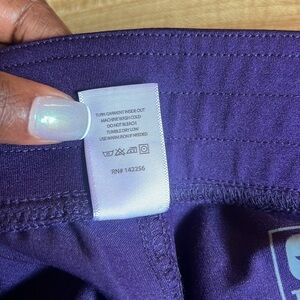 TURN GARMENT INSIDE OUT
MACHINE WASH COLD
DO NOT BLEACH
TUMBLE DRY LOW
USE WARM IRON IF NEEDED
RN# 142256